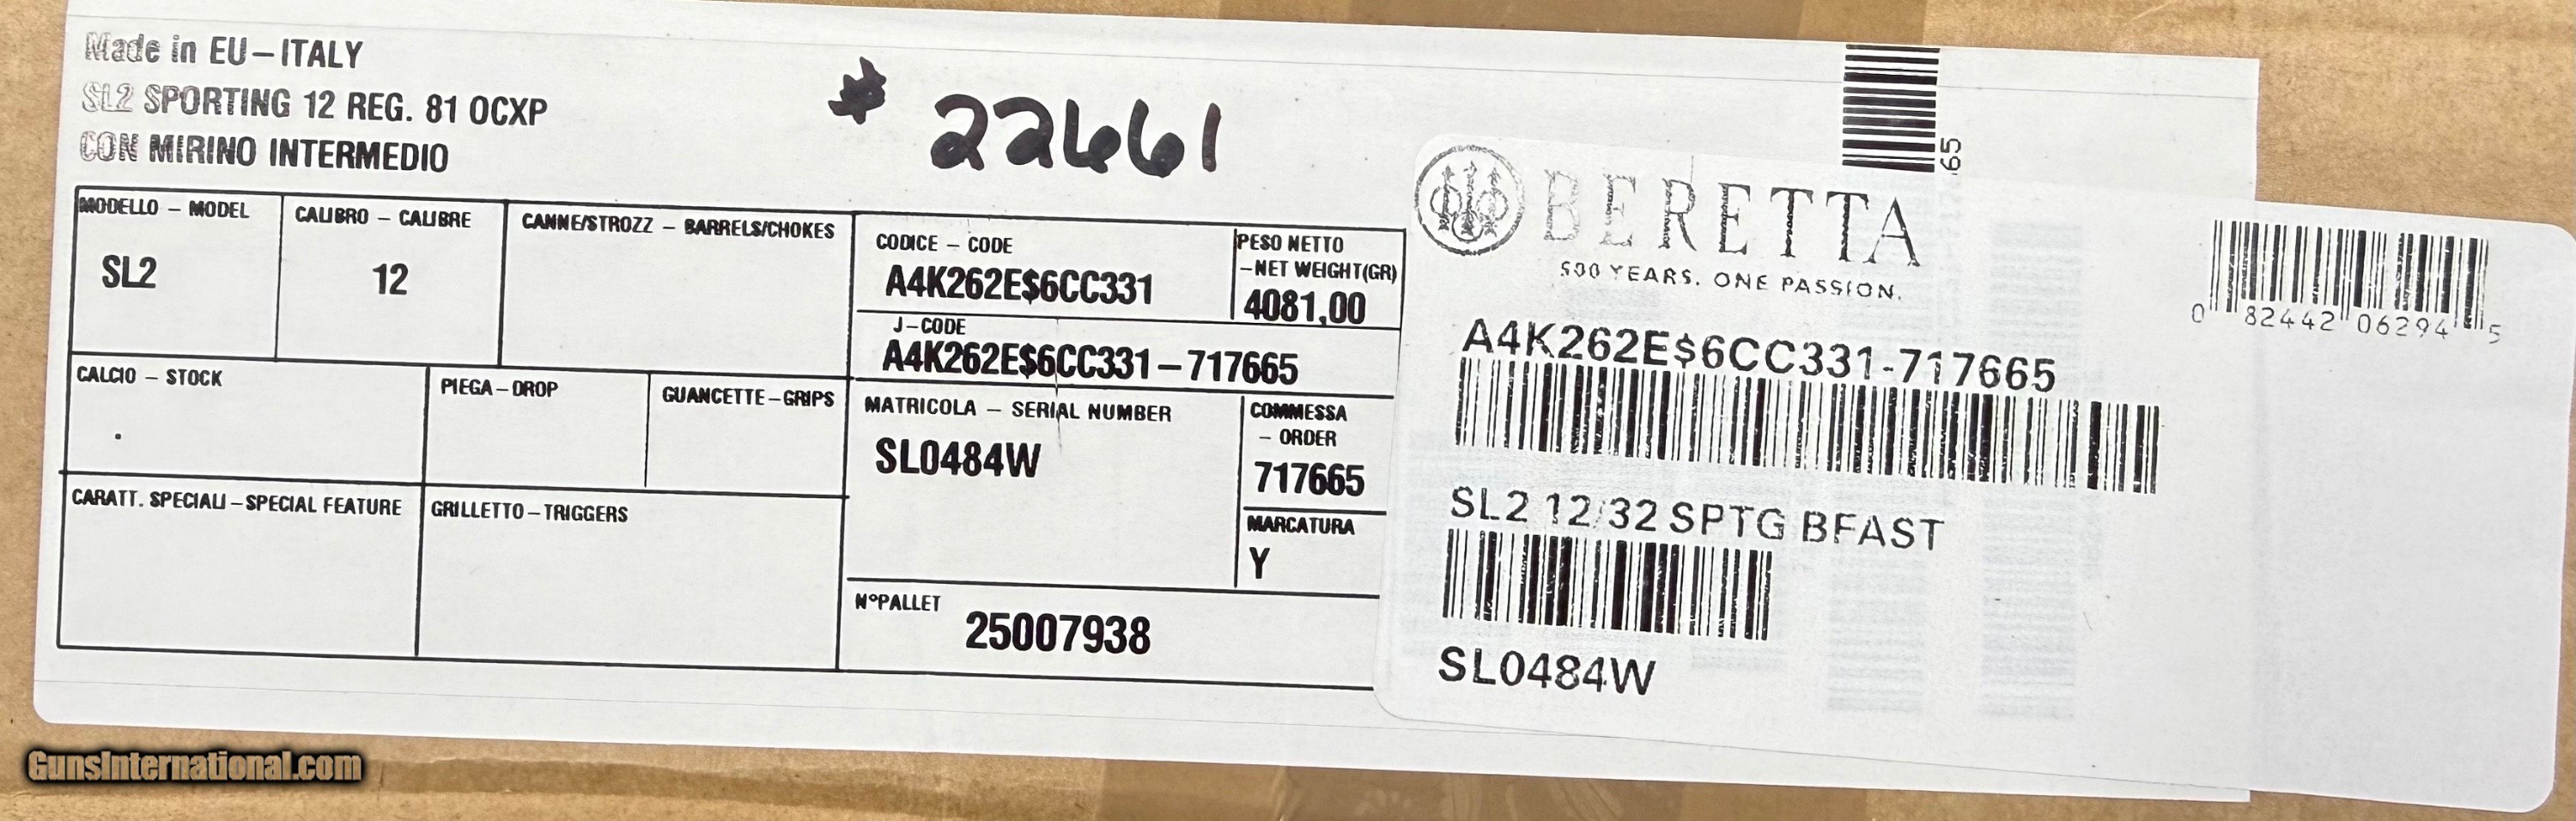 Made in EU-ITALY
SL2 SPORTING 12 REG. 81 OCXP
CON MIRINO INTERMEDIO
# 22661
MODELLO - MODEL
SL2
CALIBRO - CALIBRE
12
CANNE/STROZZ - BARRELS/CHOKES
CODICE - CODE
A4K262E$6CC331
PESO NETTO
-NET WEIGHT(GR)
4081,00
J-CODE
A4K262E$6CC331-717665
CALCIO - STOCK
.
PIEGA-DROP
GUANCETTE-GRIPS
MATRICOLA - SERIAL NUMBER
SL0484W
COMMESSA
- ORDER
717665
MARCATURA
Y
CARATT. SPECIALI-SPECIAL FEATURE
GRILLETTO-TRIGGERS
N°PALLET
25007938
65
BERETTA
500 YEARS. ONE PASSION.
A4K262E$6CC331-717665
SL2 12/32 SPTG BFAST
SL0484W
0 82442 06294 5
GunsInternational.com